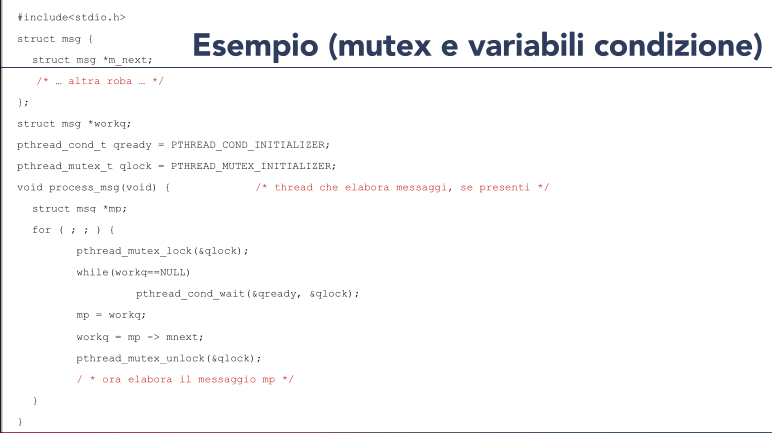 #include<stdio.h>
struct msg {
Esempio (mutex e variabili condizione)
struct msg *m_next;
/* … altra roba … */
};
struct msg *workq;
pthread_cond_t qready = PTHREAD_COND_INITIALIZER;
pthread_mutex_t qlock = PTHREAD_MUTEX_INITIALIZER;
void process_msg(void) { /* thread che elabora messaggi, se presenti */
struct msg *mp;
for ( ; ; ) {
pthread_mutex_lock(&qlock);
while(workq==NULL)
pthread_cond_wait(&qready, &qlock);
mp = workq;
workq = mp -> mnext;
pthread_mutex_unlock(&qlock);
/ * ora elabora il messaggio mp */
}
}